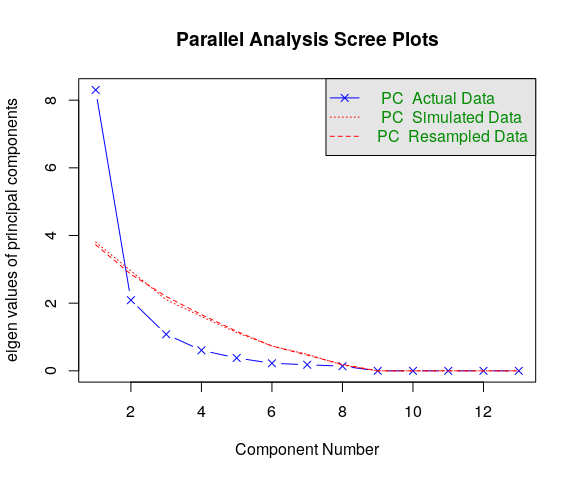 Parallel Analysis Scree Plots
PC Actual Data
PC Simulated Data
PC Resampled Data
eigen values of principal components
8
6
4
2
0
2 4 6 8 10 12
Component Number